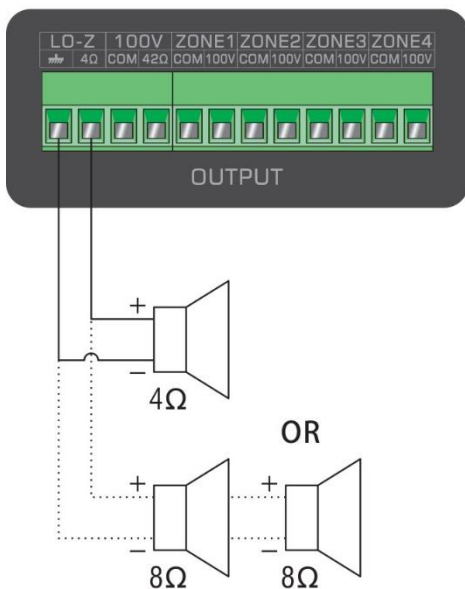 LO-Z 100V ZONE1 ZONE2 ZONE3 ZONE4
4Ω COM 42Ω COM 100V COM 100V COM 100V COM 100V
OUTPUT
+
−
4Ω
OR
+ +
− −
8Ω 8Ω